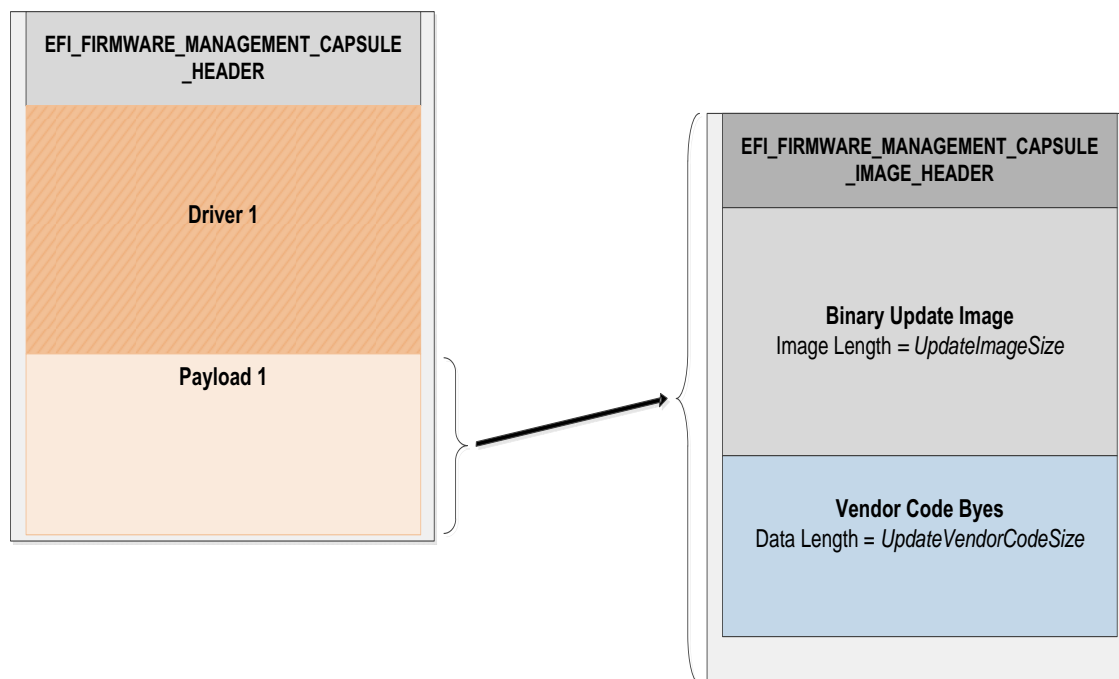 EFI_FIRMWARE_MANAGEMENT_CAPSULE
_HEADER
Driver 1
Payload 1
EFI_FIRMWARE_MANAGEMENT_CAPSULE
_IMAGE_HEADER
Binary Update Image
Image Length = UpdateImageSize
Vendor Code Byes
Data Length = UpdateVendorCodeSize